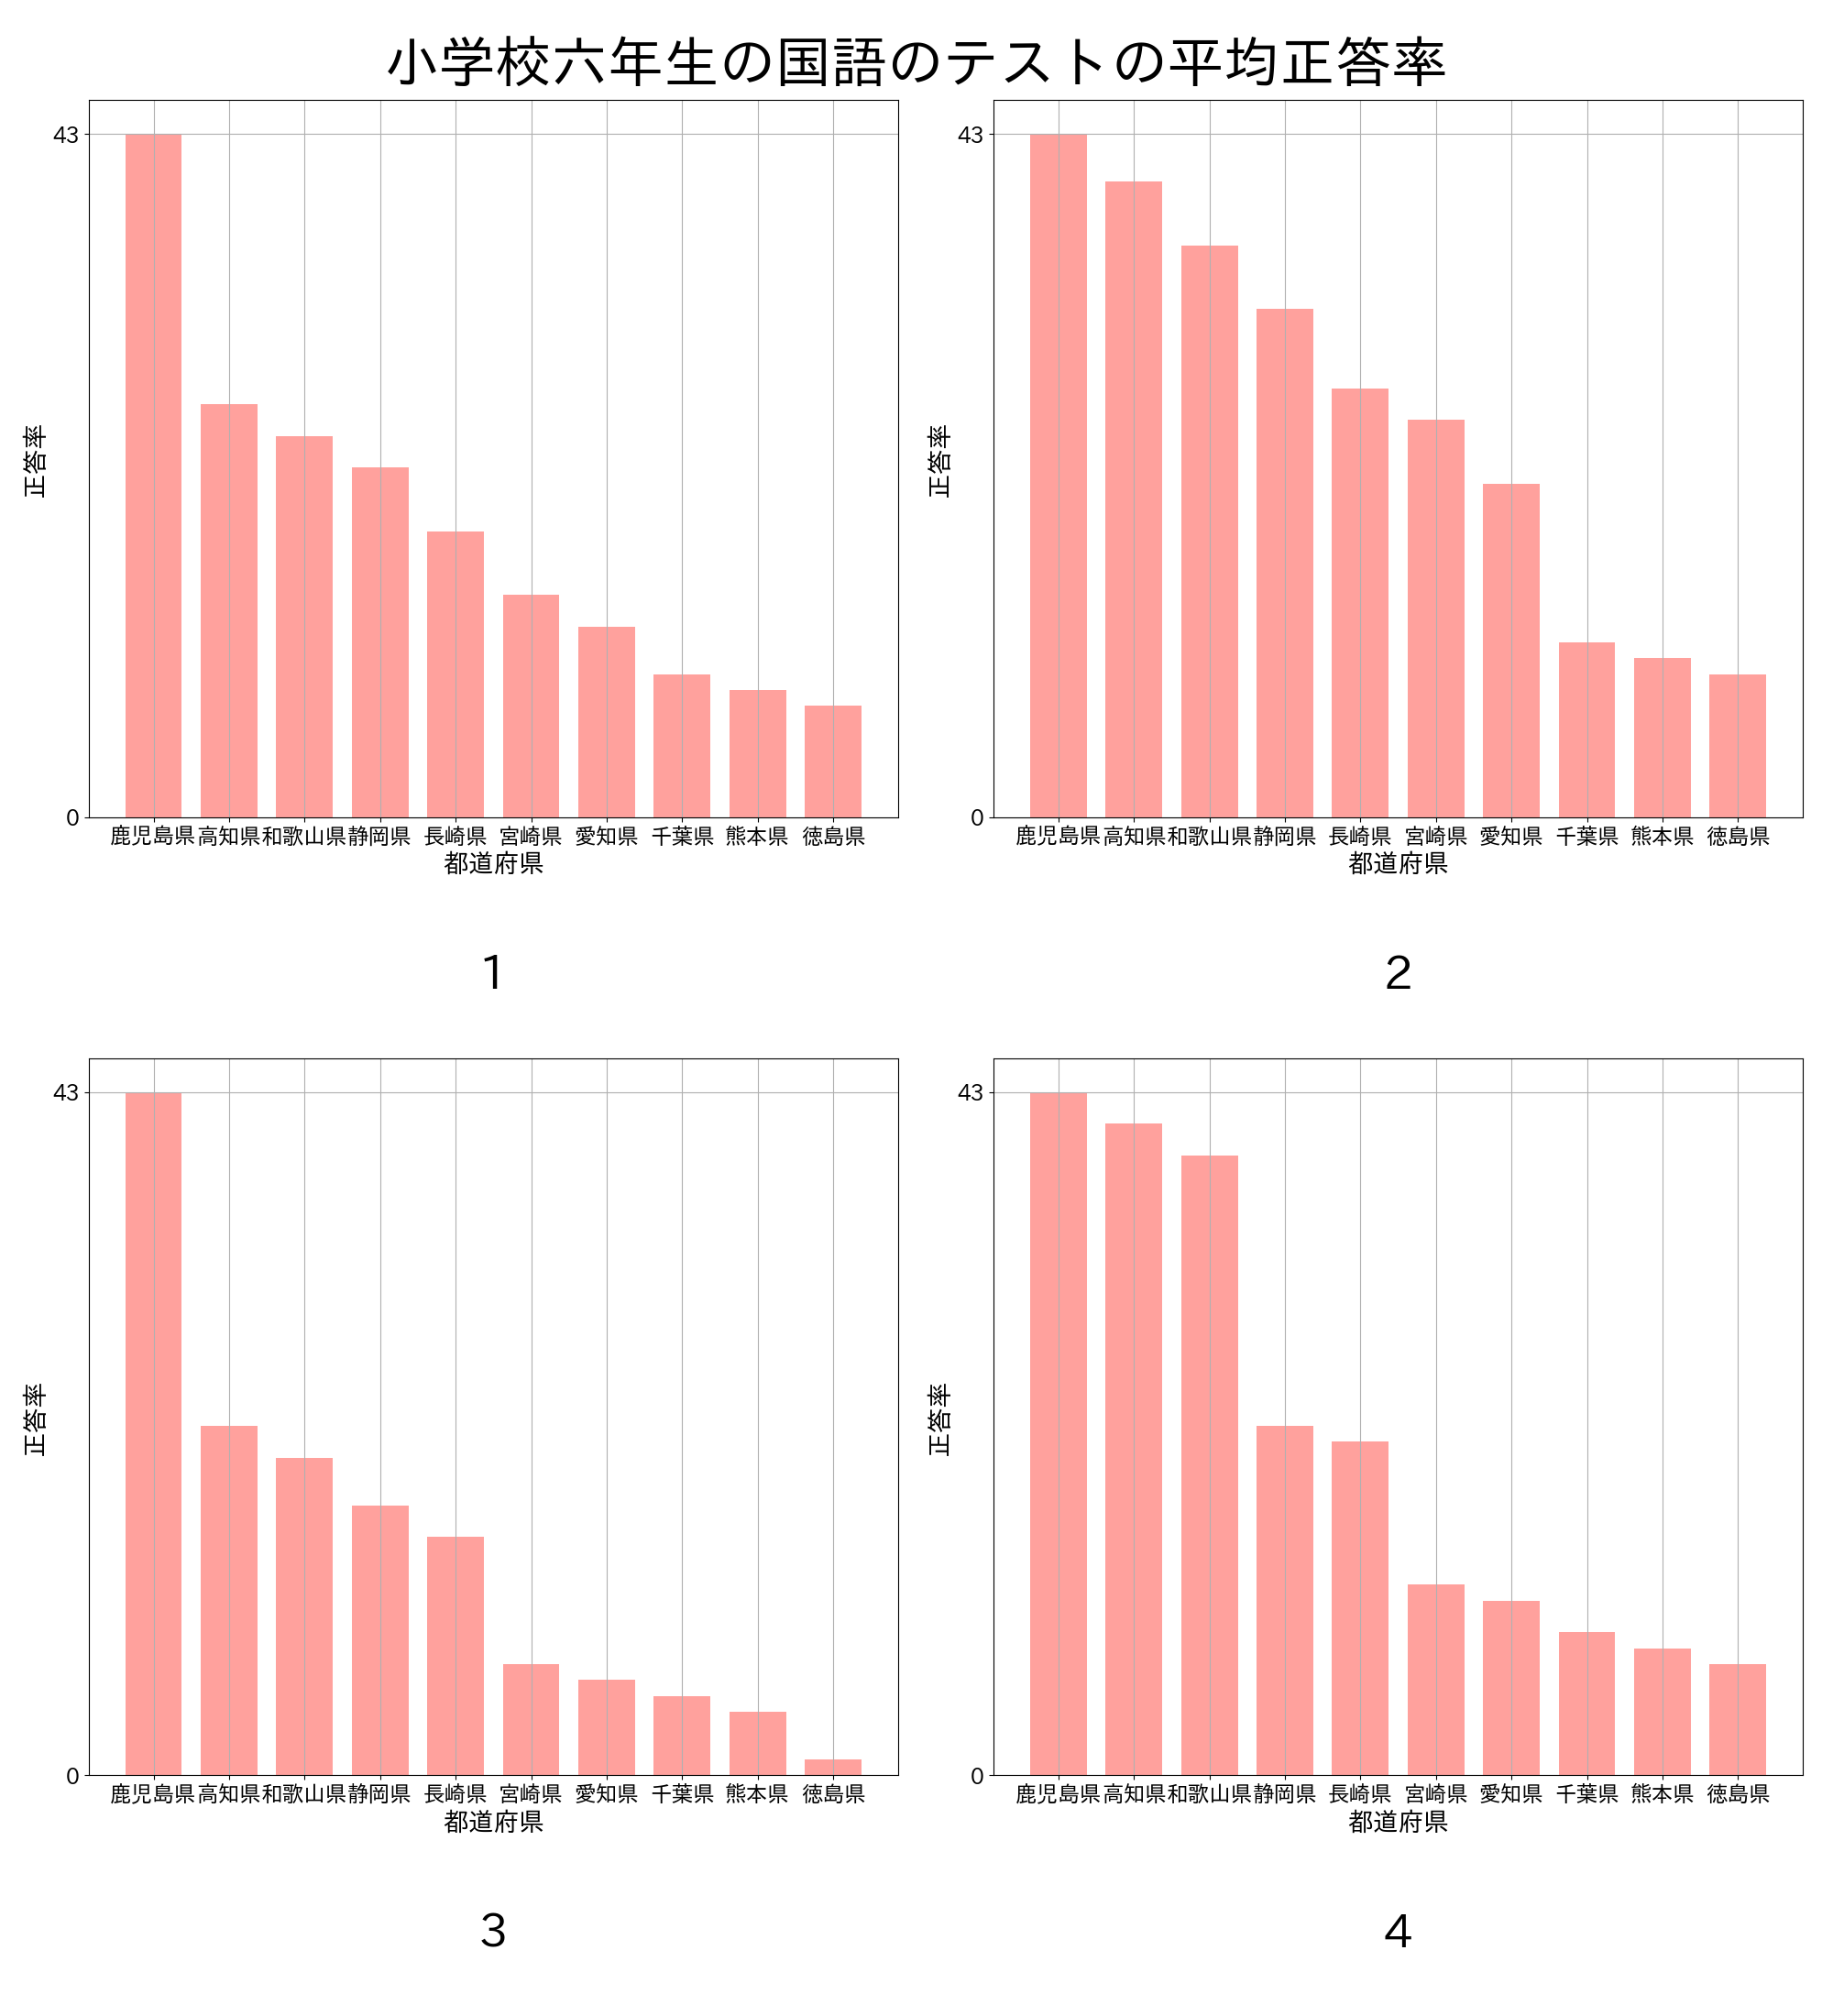 小学校六年生の国語のテストの平均正答率
43
0
正答率
鹿児島県 高知県 和歌山県 静岡県 長崎県 宮崎県 愛知県 千葉県 熊本県 徳島県
都道府県
1
43
0
正答率
鹿児島県 高知県 和歌山県 静岡県 長崎県 宮崎県 愛知県 千葉県 熊本県 徳島県
都道府県
2
43
0
正答率
鹿児島県 高知県 和歌山県 静岡県 長崎県 宮崎県 愛知県 千葉県 熊本県 徳島県
都道府県
3
43
0
正答率
鹿児島県 高知県 和歌山県 静岡県 長崎県 宮崎県 愛知県 千葉県 熊本県 徳島県
都道府県
4